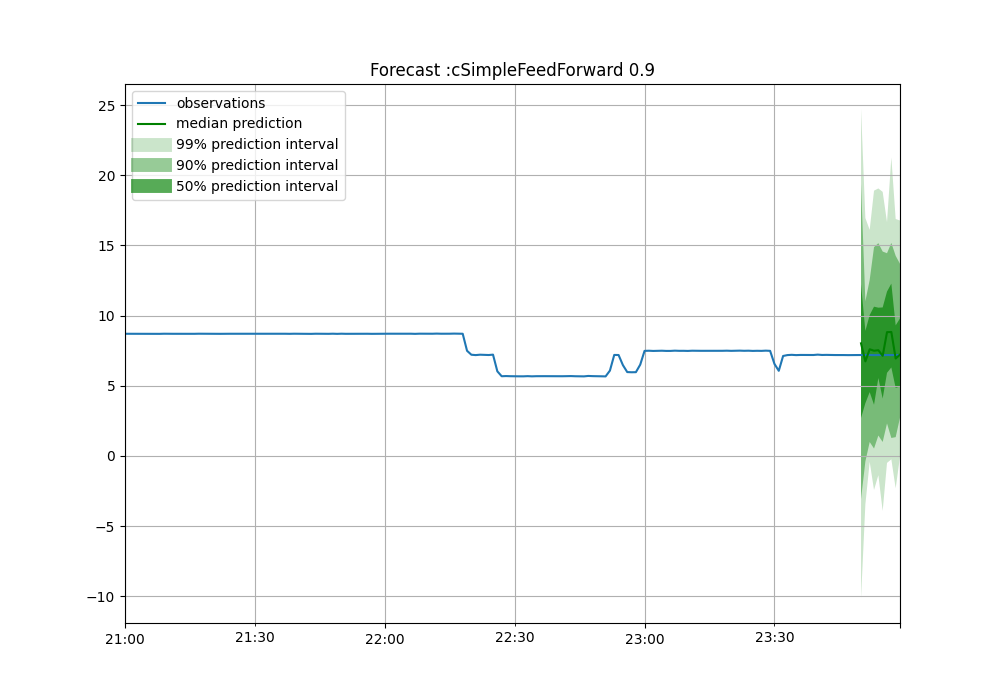 Forecast :cSimpleFeedForward 0.9
observations
median prediction
99% prediction interval
90% prediction interval
50% prediction interval
25
20
15
10
5
0
−5
−10
21:00
21:30
22:00
22:30
23:00
23:30